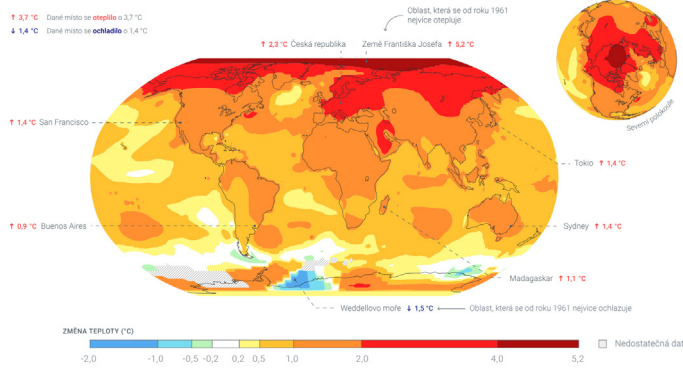 ↑ 3,7 °C Dané místo se oteplilo o 3,7 °C
↓ 1,4 °C Dané místo se ochladilo o 1,4 °C
Oblast, která se od roku 1961
nejvíce otepluje
↑ 2,3 °C Česká republika
Země Františka Josefa ↑ 5,2 °C
Severní polokoule
↑ 1,4 °C San Francisco
Tokio ↑ 1,4 °C
↑ 0,9 °C Buenos Aires
Sydney ↑ 1,4 °C
Madagaskar ↑ 1,1 °C
Weddellovo moře ↓ 1,5 °C
Oblast, která se od roku 1961 nejvíce ochlazuje
ZMĚNA TEPLOTY (°C)
Nedostatečná dat
-2,0 -1,0 -0,5 -0,2 0,2 0,5 1,0 2,0 4,0 5,2